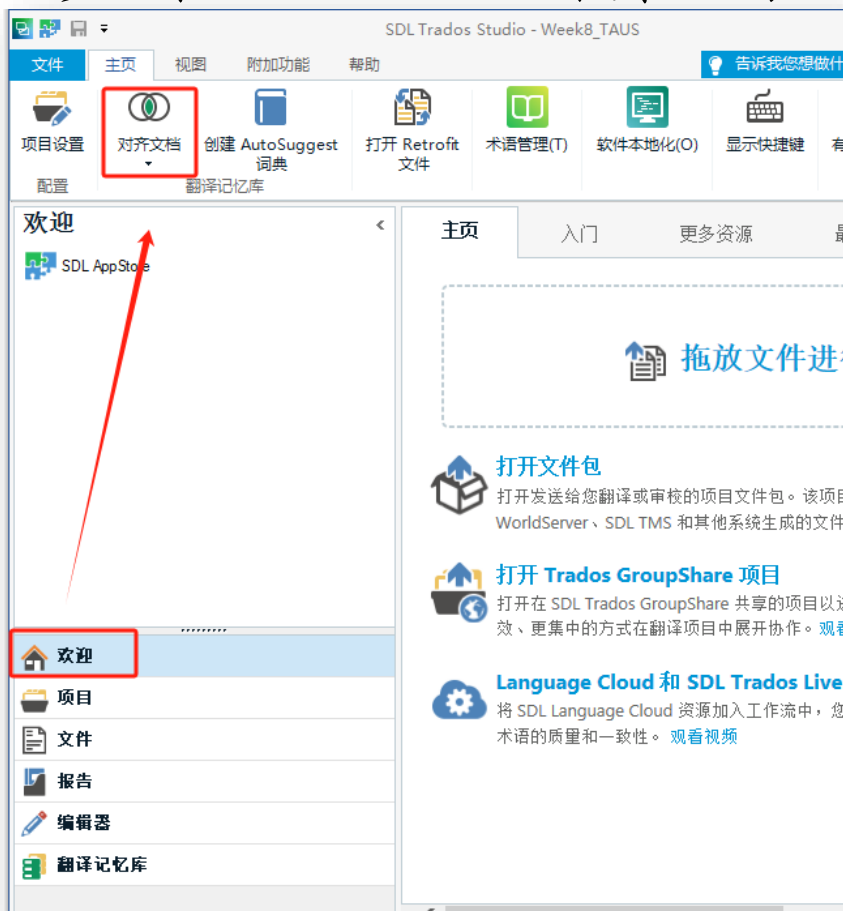 SDL Trados Studio - Week8_TAUS
文件 主页 视图 附加功能 帮助 告诉我您想做什
项目设置 对齐文档 创建 AutoSuggest 词典 打开 Retrofit 文件 术语管理(T) 软件本地化(O) 显示快捷键
配置 翻译记忆库
欢迎
SDL AppStore
主页 入门 更多资源
拖放文件进
打开文件包
打开发送给您翻译或审校的项目文件包。该项目
WorldServer、SDL TMS 和其他系统生成的文件
打开 Trados GroupShare 项目
打开在 SDL Trados GroupShare 共享的项目以
效、更集中的方式在翻译项目中展开协作。观看
Language Cloud 和 SDL Trados Live
将 SDL Language Cloud 资源加入工作流中，您
术语的质量和一致性。 观看视频
欢迎
项目
文件
报告
编辑器
翻译记忆库